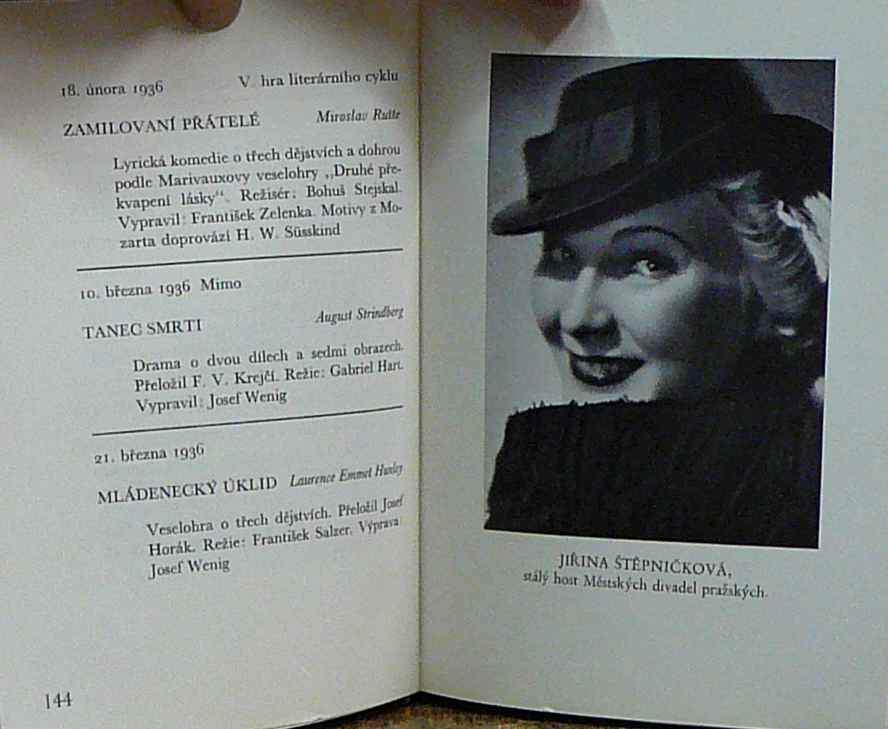 18. února 1936 V. hra literárního cyklu
ZAMILOVANÍ PŘÁTELÉ Miroslav Rutte
Lyrická komedie o třech dějstvích a dohrou
podle Marivauxovy veselohry „Druhé pře-
kvapení lásky“. Režisér: Bohuš Stejskal.
Vypravil: František Zelenka. Motivy z Mo-
zarta doprovází H. W. Süsskind
10. března 1936 Mimo
TANEC SMRTI August Strindberg
Drama o dvou dílech a sedmi obrazech.
Přeložil F. V. Krejčí. Režie: Gabriel Hart.
Vypravil: Josef Wenig
21. března 1936
MLÁDENECKÝ ÚKLID Laurence Emmet Huxley
Veselohra o třech dějstvích. Přeložil Josef
Horák. Režie: František Salzer. Výprava:
Josef Wenig
144
JIŘINA ŠTĚPNIČKOVÁ,
stálý host Městských divadel pražských.